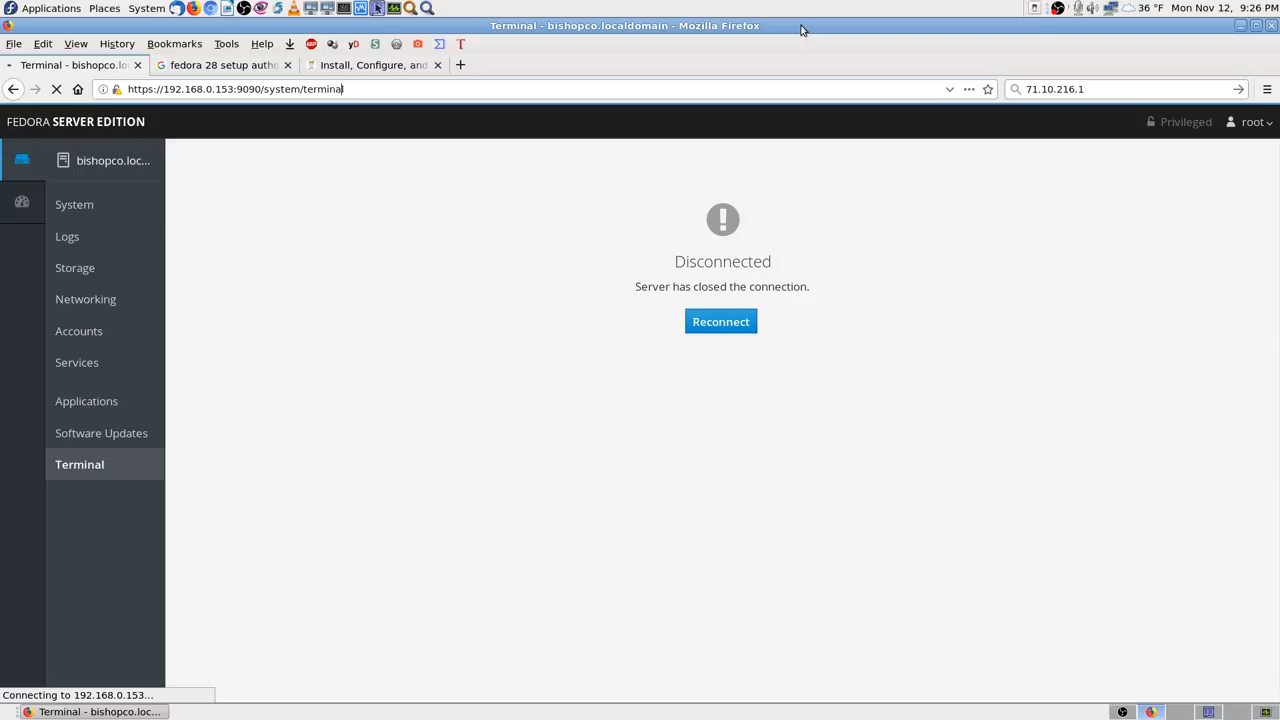 Applications Places System 36 °F Mon Nov 12, 9:26 PM
Terminal - bishopco.localdomain - Mozilla Firefox
File Edit View History Bookmarks Tools Help
Terminal - bishopco.lo fedora 28 setup autho Install, Configure, and
https://192.168.0.153:9090/system/terminal 71.10.216.1
FEDORA SERVER EDITION Privileged root
bishopco.loc...
System
Logs
Storage
Networking
Accounts
Services
Applications
Software Updates
Terminal
Disconnected
Server has closed the connection.
Reconnect
Connecting to 192.168.0.153...
Terminal - bishopco.loc...